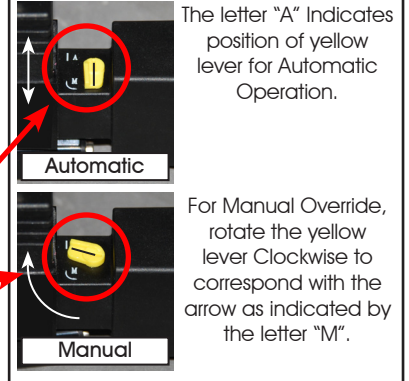 The letter “A” Indicates
position of yellow
lever for Automatic
Operation.
A
M
Automatic
For Manual Override,
rotate the yellow
lever Clockwise to
correspond with the
arrow as indicated by
the letter “M”.
M
Manual